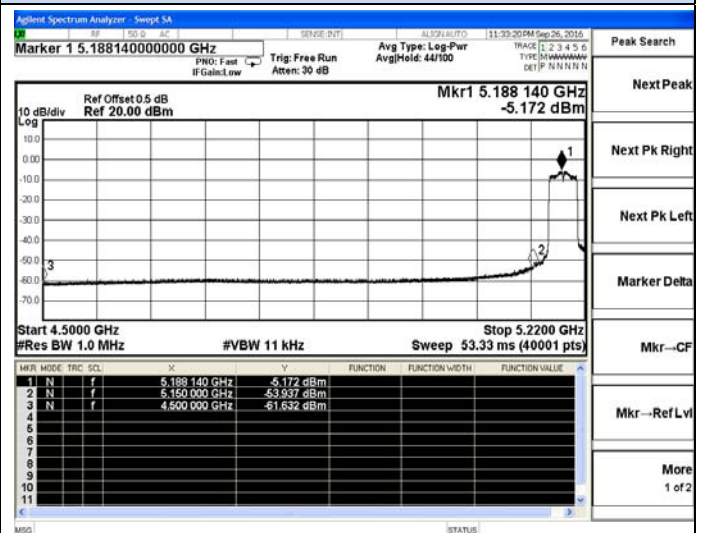 Agilent Spectrum Analyzer - Swept SA
RF 50 Ω AC SENSE:INT ALIGN AUTO 11:33:20 PM Sep 26, 2016
Marker 1 5.188140000000 GHz
PNO: Fast
IFGain:Low
Trig: Free Run
Atten: 30 dB
Avg Type: Log-Pwr
Avg|Hold: 44/100
TRACE 1 2 3 4 5 6
TYPE MWWWWW
DET P N N N N N
Peak Search
Next Peak
Next Pk Right
Next Pk Left
Marker Delta
Mkr→CF
Mkr→Ref Lvl
More
1 of 2
Ref Offset 0.5 dB
Ref 20.00 dBm
10 dB/div
Log
Mkr1 5.188 140 GHz
-5.172 dBm
10.0
0.00
-10.0
-20.0
-30.0
-40.0
-50.0
-60.0
-70.0
1
2
3
Start 4.5000 GHz
#Res BW 1.0 MHz
#VBW 11 kHz
Stop 5.2200 GHz
Sweep 53.33 ms (40001 pts)
MKR MODE TRC SCL X Y FUNCTION FUNCTION WIDTH FUNCTION VALUE
1 N f 5.188 140 GHz -5.172 dBm
2 N f 5.150 000 GHz -53.937 dBm
3 N f 4.500 000 GHz -61.632 dBm
4
5
6
7
8
9
10
11
MSG STATUS